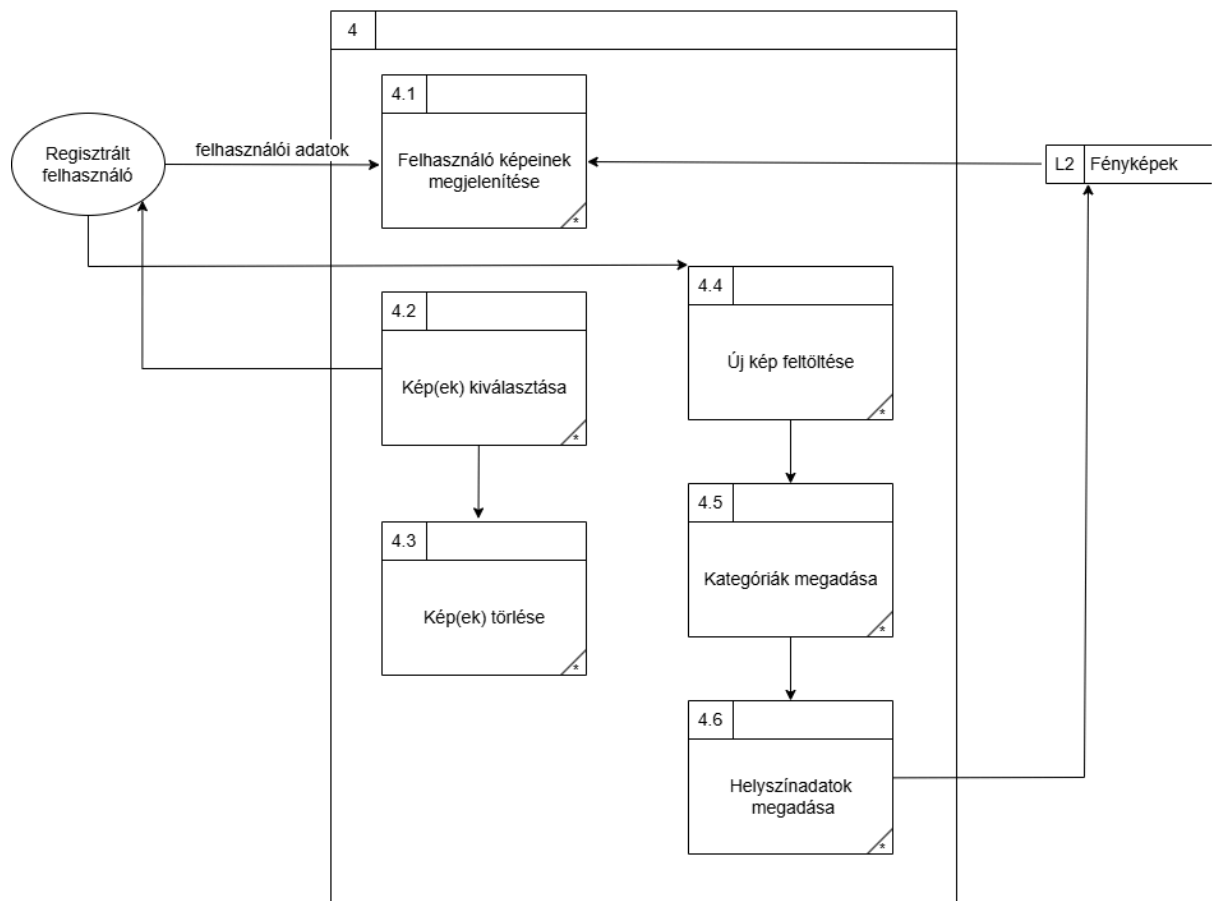 4
4.1
Regisztrált
felhasználó
felhasználói adatok
Felhasználó képeinek
megjelenítése
*
L2 Fényképek
4.4
4.2
Új kép feltöltése
*
Kép(ek) kiválasztása
*
4.5
4.3
Kategóriák megadása
*
Kép(ek) törlése
*
4.6
Helyszínadatok
megadása
*